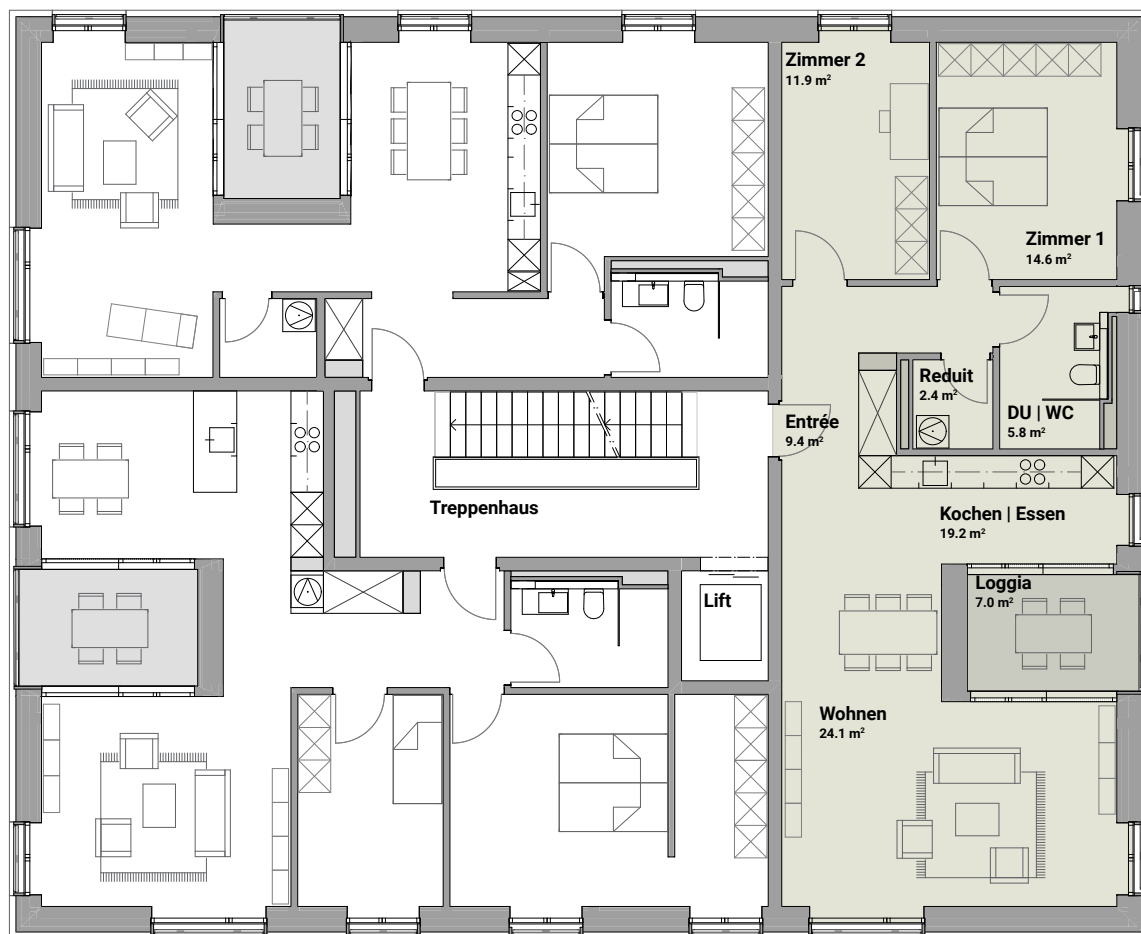 Zimmer 2
11.9 m²
Zimmer 1
14.6 m²
Reduit
2.4 m²
DU | WC
5.8 m²
Entrée
9.4 m²
Treppenhaus
Kochen | Essen
19.2 m²
Loggia
7.0 m²
Lift
Wohnen
24.1 m²